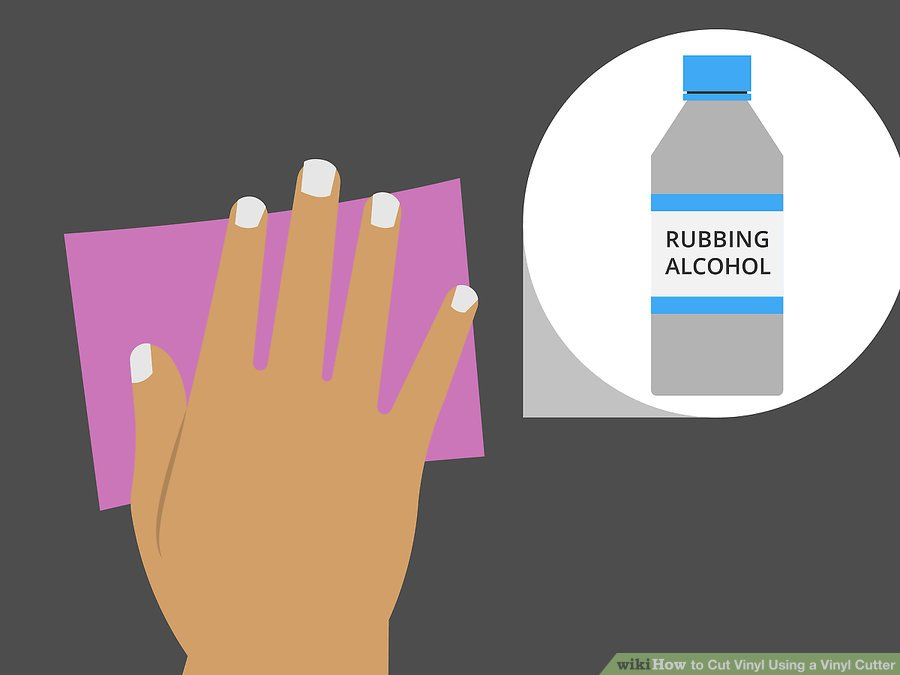 RUBBING
ALCOHOL
wikiHow to Cut Vinyl Using a Vinyl Cutter